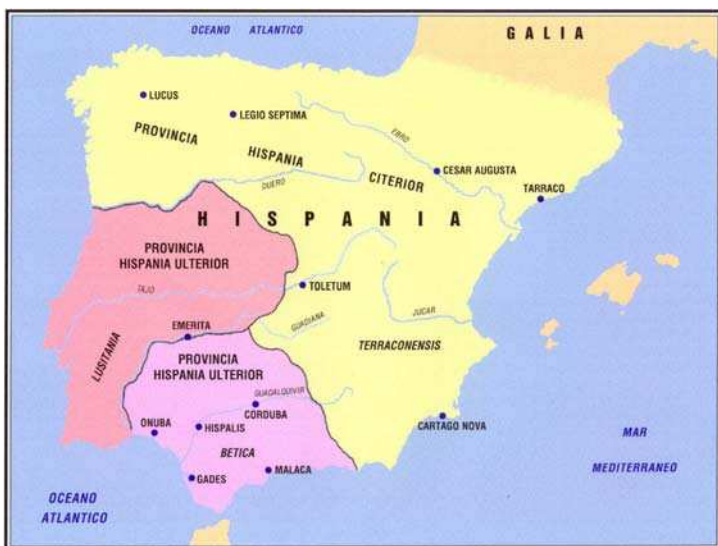 OCEANO ATLANTICO
GALIA
LUCUS
LEGIO SEPTIMA
PROVINCIA HISPANIA CITERIOR
EBRO
CESAR AUGUSTA
TARRACO
DUERO
HISPANIA
PROVINCIA
HISPANIA ULTERIOR
TAJO
TOLETUM
JUCAR
GUADIANA
EMERITA
LUSITANIA
TERRACONENSIS
PROVINCIA
HISPANIA ULTERIOR
GUADALQUIVIR
CORDUBA
ONUBA
HISPALIS
CARTAGO NOVA
BETICA
MALACA
GADES
MAR
MEDITERRANEO
OCEANO
ATLANTICO